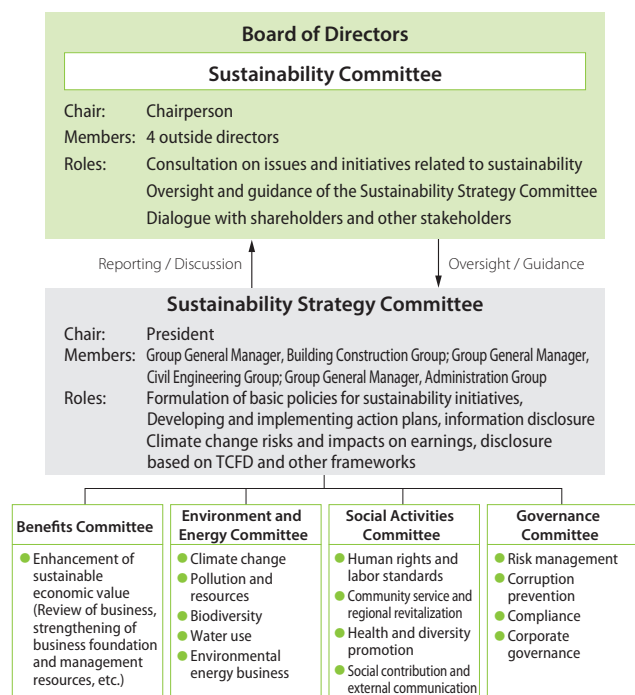 Board of Directors
Sustainability Committee
Chair: Chairperson
Members: 4 outside directors
Roles: Consultation on issues and initiatives related to sustainability
Oversight and guidance of the Sustainability Strategy Committee
Dialogue with shareholders and other stakeholders
Reporting / Discussion
Oversight / Guidance
Sustainability Strategy Committee
Chair: President
Members: Group General Manager, Building Construction Group; Group General Manager,
Civil Engineering Group; Group General Manager, Administration Group
Roles: Formulation of basic policies for sustainability initiatives,
Developing and implementing action plans, information disclosure
Climate change risks and impacts on earnings, disclosure
based on TCFD and other frameworks
Benefits Committee
● Enhancement of
sustainable
economic value
(Review of business,
strengthening of
business foundation
and management
resources, etc.)
Environment and
Energy Committee
● Climate change
● Pollution and
resources
● Biodiversity
● Water use
● Environmental
energy business
Social Activities
Committee
● Human rights and
labor standards
● Community service and
regional revitalization
● Health and diversity
promotion
● Social contribution and
external communication
Governance
Committee
● Risk management
● Corruption
prevention
● Compliance
● Corporate
governance